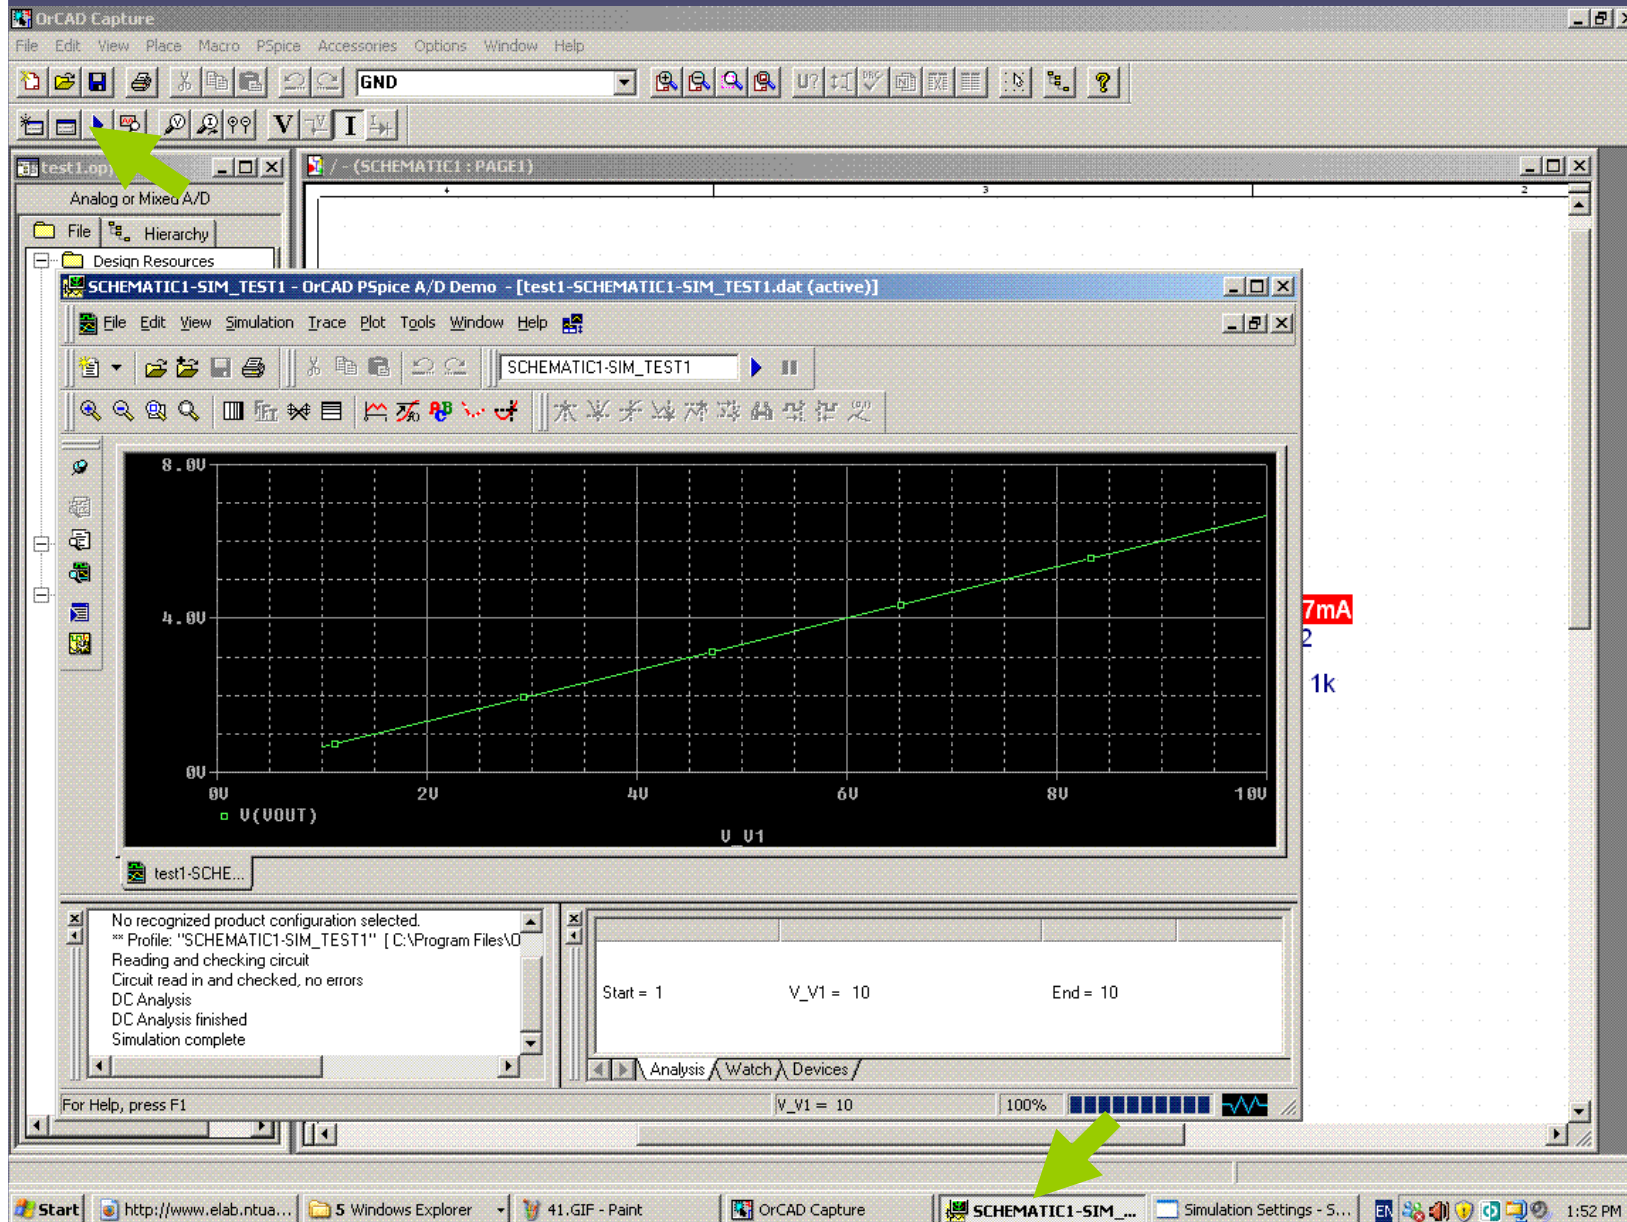 OrCAD Capture
File Edit View Place Macro PSpice Accessories Options Window Help
GND
U?
V I
test1.op
/ - (SCHEMATIC1 : PAGE1)
Analog or Mixed A/D
4 3 2
File Hierarchy
Design Resources
SCHEMATIC1-SIM_TEST1 - OrCAD PSpice A/D Demo - [test1-SCHEMATIC1-SIM_TEST1.dat (active)]
File Edit View Simulation Trace Plot Tools Window Help
SCHEMATIC1-SIM_TEST1
8.0V
4.0V
0V
0V 2V 4V 6V 8V 10V
V(VOUT)
V_V1
7mA
2
1k
test1-SCHE...
No recognized product configuration selected.
** Profile: "SCHEMATIC1-SIM_TEST1" [ C:\Program Files\O
Reading and checking circuit
Circuit read in and checked, no errors
DC Analysis
DC Analysis finished
Simulation complete
Start = 1 V_V1 = 10 End = 10
Analysis Watch Devices
For Help, press F1 V_V1 = 10 100%
Start http://www.elab.ntua... 5 Windows Explorer 41.GIF - Paint OrCAD Capture SCHEMATIC1-SIM_... Simulation Settings - S... EN 1:52 PM